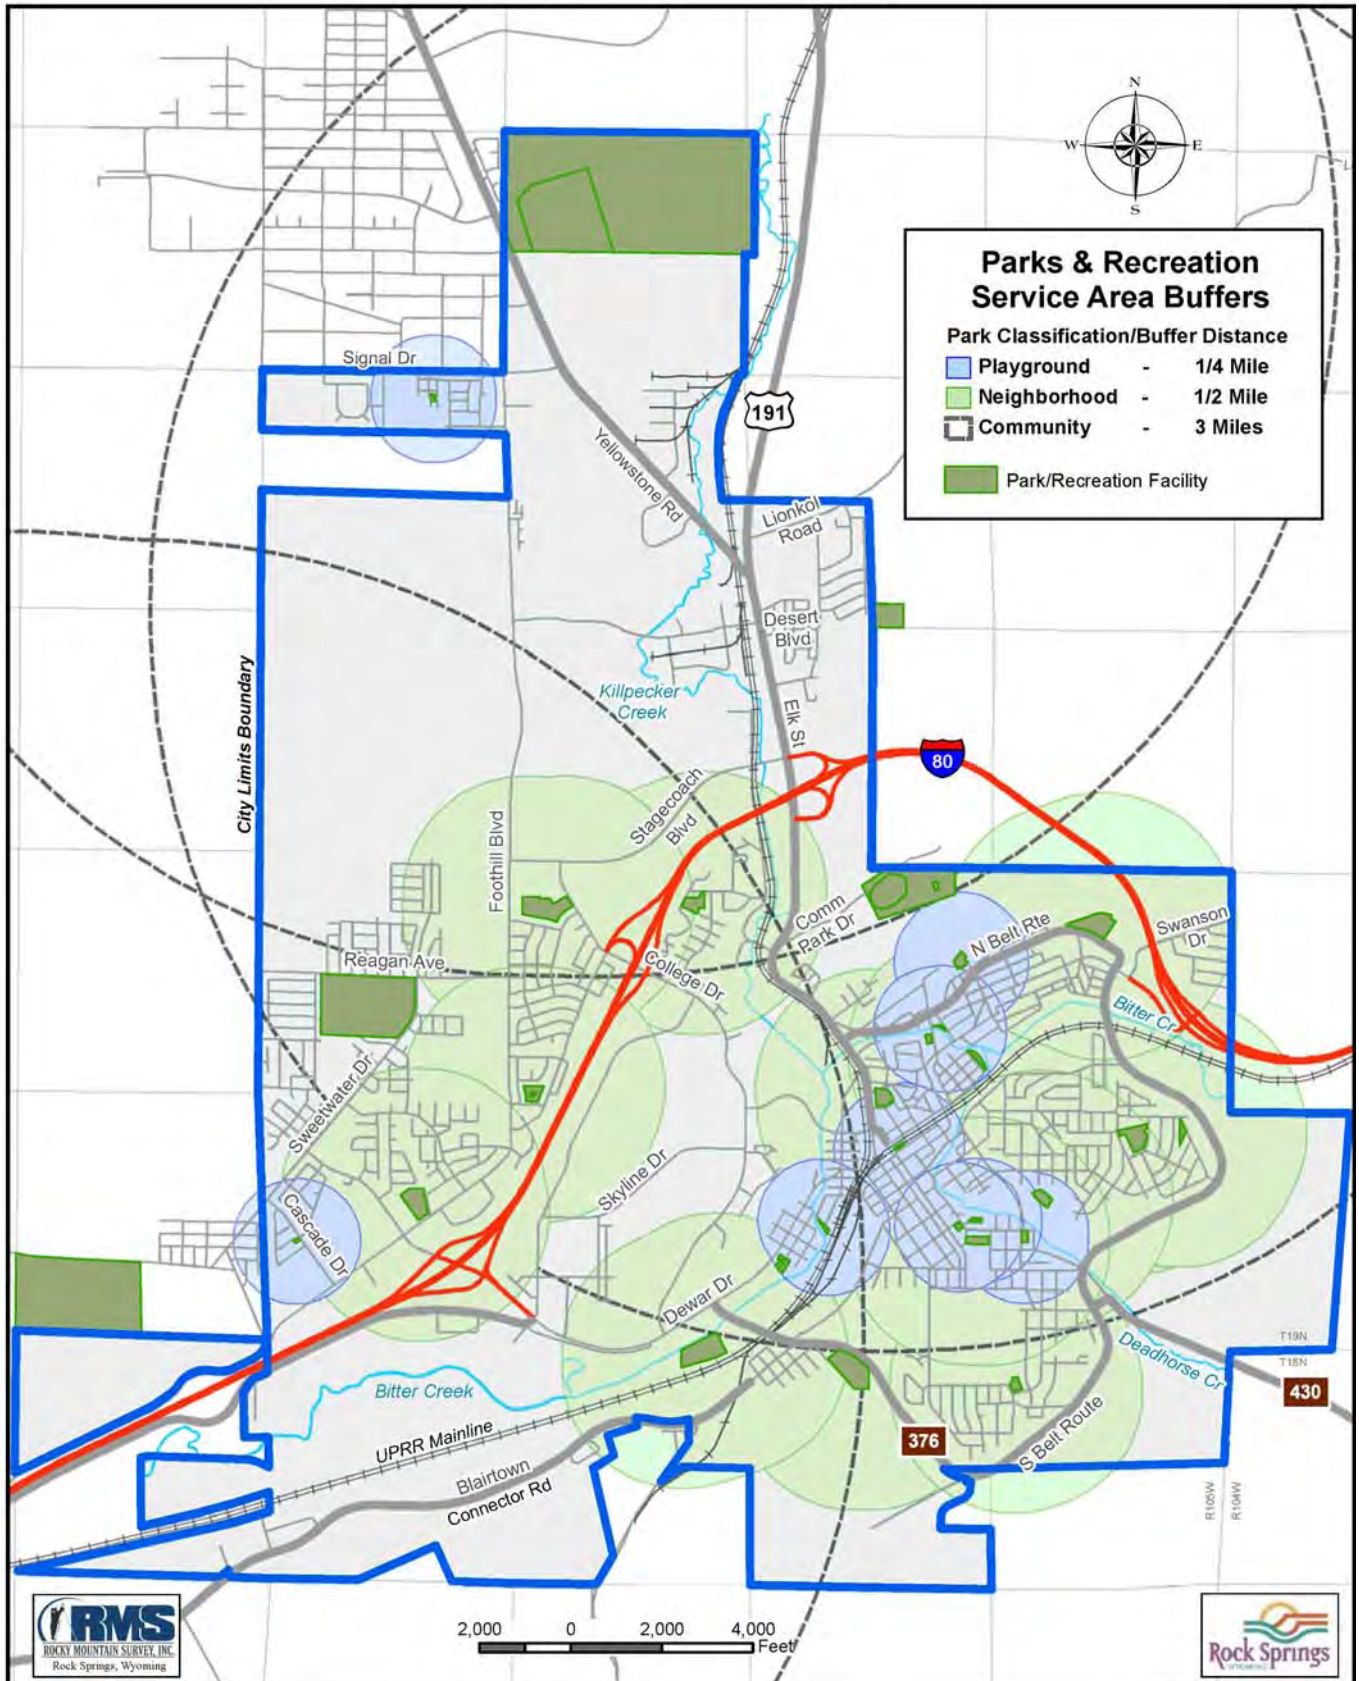 N
W E
S
Parks & Recreation
Service Area Buffers
Park Classification/Buffer Distance
Playground - 1/4 Mile
Neighborhood - 1/2 Mile
Community - 3 Miles
Park/Recreation Facility
Signal Dr
191
Yellowstone Rd
Lionkol
Road
Desert
Blvd
Killpecker
Creek
Elk St
City Limits Boundary
80
Stagecoach
Blvd
Foothill Blvd
Comm
Park Dr
N Belt Rte
Swanson
Dr
Reagan Ave
College Dr
Bitter Cr
Sweetwater Dr
Skyline Dr
Cascade Dr
Dewar Dr
Deadhorse Cr
T19N
T18N
430
Bitter Creek
376
S Belt Route
UPRR Mainline
Blairtown
Connector Rd
R105W
R104W
RMS
ROCKY MOUNTAIN SURVEY, INC.
Rock Springs, Wyoming
2,000 0 2,000 4,000
Feet
Rock Springs
WYOMING